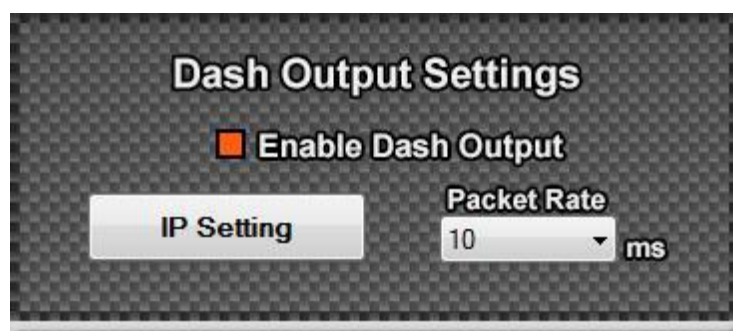 Dash Output Settings
Enable Dash Output
IP Setting
Packet Rate
10
ms